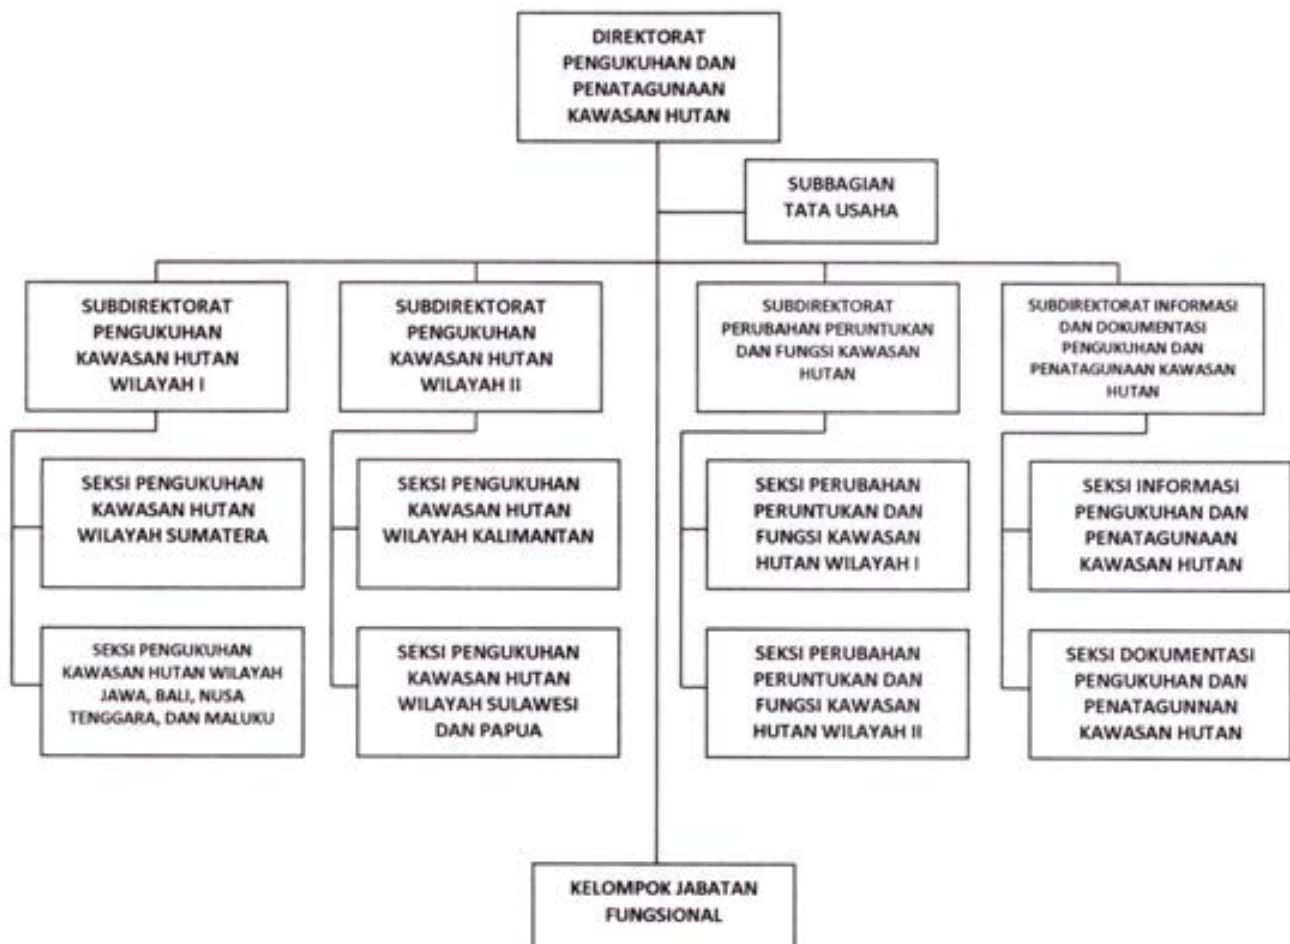 DIREKTORAT
PENGUKUHAN DAN
PENATAGUNAAN
KAWASAN HUTAN
SUBBAGIAN
TATA USAHA
SUBDIREKTORAT
PENGUKUHAN
KAWASAN HUTAN
WILAYAH I
SUBDIREKTORAT
PENGUKUHAN
KAWASAN HUTAN
WILAYAH II
SUBDIREKTORAT
PERUBAHAN PERUNTUKAN
DAN FUNGSI KAWASAN
HUTAN
SUBDIREKTORAT INFORMASI
DAN DOKUMENTASI
PENGUKUHAN DAN
PENATAGUNAAN KAWASAN
HUTAN
SEKSI PENGUKUHAN
KAWASAN HUTAN
WILAYAH SUMATERA
SEKSI PENGUKUHAN
KAWASAN HUTAN
WILAYAH KALIMANTAN
SEKSI PERUBAHAN
PERUNTUKAN DAN
FUNGSI KAWASAN
HUTAN WILAYAH I
SEKSI INFORMASI
PENGUKUHAN DAN
PENATAGUNAAN
KAWASAN HUTAN
SEKSI PENGUKUHAN
KAWASAN HUTAN WILAYAH
JAWA, BALI, NUSA
TENGGARA, DAN MALUKU
SEKSI PENGUKUHAN
KAWASAN HUTAN
WILAYAH SULAWESI
DAN PAPUA
SEKSI PERUBAHAN
PERUNTUKAN DAN
FUNGSI KAWASAN
HUTAN WILAYAH II
SEKSI DOKUMENTASI
PENGUKUHAN DAN
PENATAGUNNAN
KAWASAN HUTAN
KELOMPOK JABATAN
FUNGSIONAL